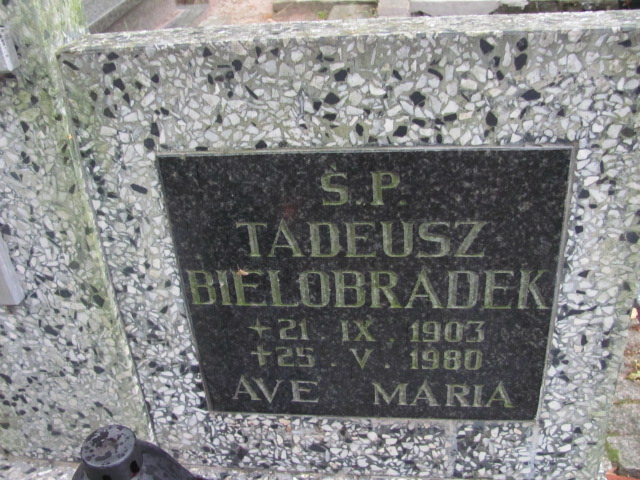 Ś.P.
TADEUSZ
BIELOBRADEK
+21. IX. 1903
+25. V. 1980
AVE MARIA